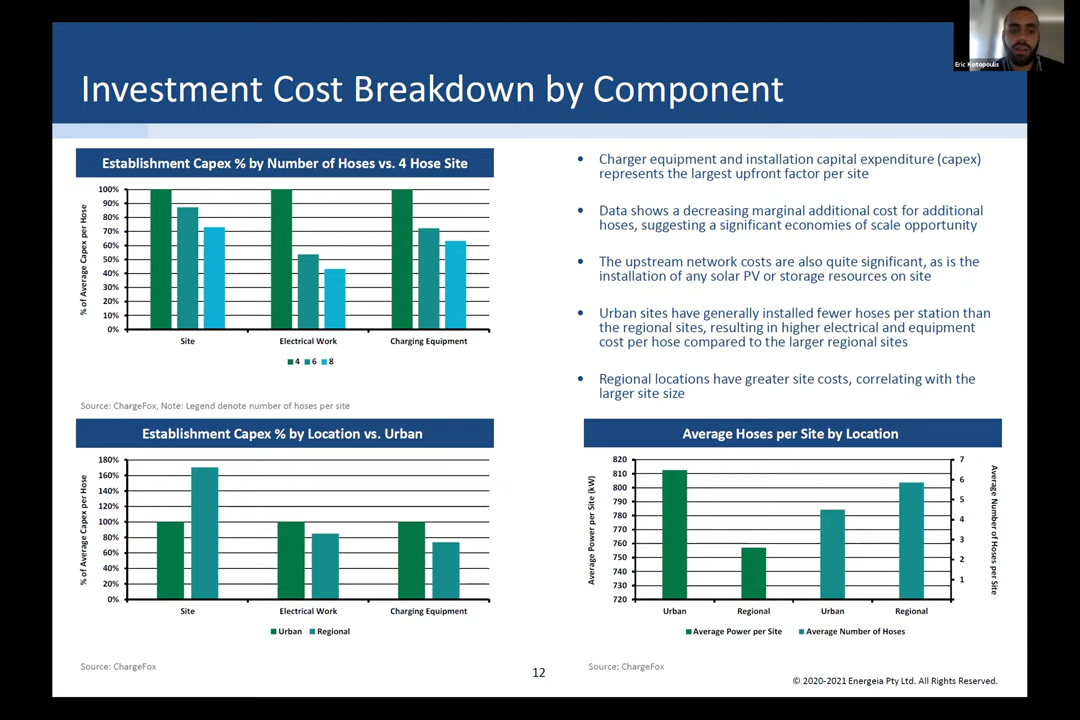 Eric Kotopoulis
Investment Cost Breakdown by Component
Establishment Capex % by Number of Hoses vs. 4 Hose Site
% of Average Capex per Hose
100%
90%
80%
70%
60%
50%
40%
30%
20%
10%
0%
Site
Electrical Work
Charging Equipment
4 6 8
Source: ChargeFox, Note: Legend denote number of hoses per site
• Charger equipment and installation capital expenditure (capex)
represents the largest upfront factor per site
• Data shows a decreasing marginal additional cost for additional
hoses, suggesting a significant economies of scale opportunity
• The upstream network costs are also quite significant, as is the
installation of any solar PV or storage resources on site
• Urban sites have generally installed fewer hoses per station than
the regional sites, resulting in higher electrical and equipment
cost per hose compared to the larger regional sites
• Regional locations have greater site costs, correlating with the
larger site size
Establishment Capex % by Location vs. Urban
% of Average Capex per Hose
180%
160%
140%
120%
100%
80%
60%
40%
20%
0%
Site
Electrical Work
Charging Equipment
Urban Regional
Source: ChargeFox
Average Hoses per Site by Location
Average Power per Site (kW)
820
810
800
790
780
770
760
750
740
730
720
7
6
5
4
3
2
1
-
Average Number of Hoses per Site
Urban
Regional
Urban
Regional
Average Power per Site Average Number of Hoses
Source: ChargeFox
12
© 2020-2021 Energeia Pty Ltd. All Rights Reserved.